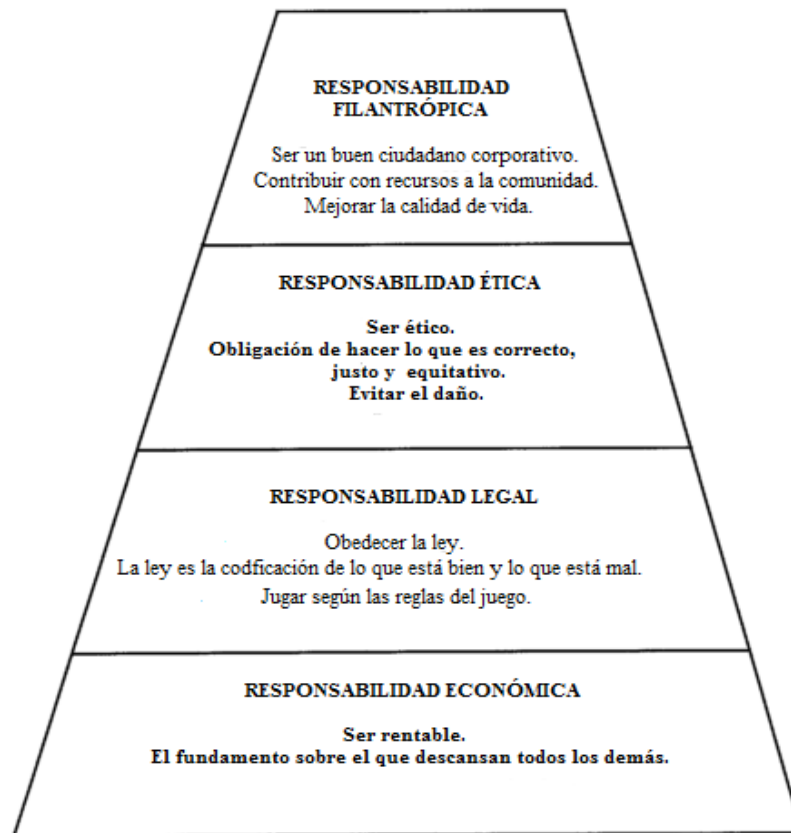 RESPONSABILIDAD
FILANTRÓPICA
Ser un buen ciudadano corporativo.
Contribuir con recursos a la comunidad.
Mejorar la calidad de vida.
RESPONSABILIDAD ÉTICA
Ser ético.
Obligación de hacer lo que es correcto,
justo y equitativo.
Evitar el daño.
RESPONSABILIDAD LEGAL
Obedecer la ley.
La ley es la codficación de lo que está bien y lo que está mal.
Jugar según las reglas del juego.
RESPONSABILIDAD ECONÓMICA
Ser rentable.
El fundamento sobre el que descansan todos los demás.